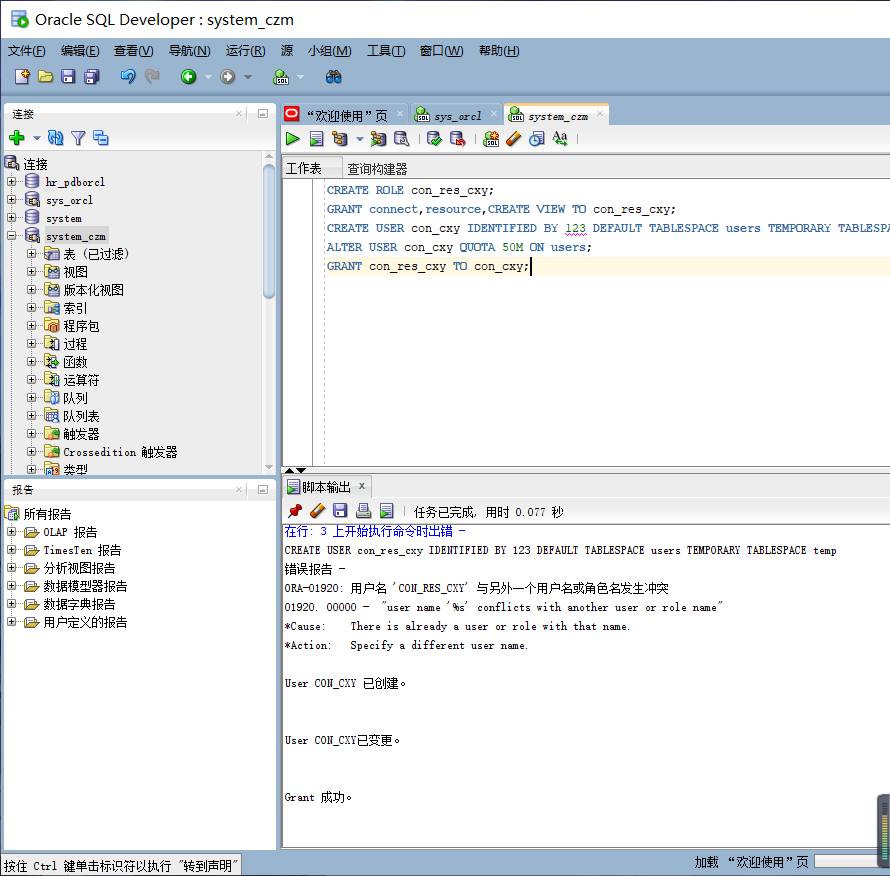 Oracle SQL Developer : system_czm
文件(F) 编辑(E) 查看(V) 导航(N) 运行(R) 源 小组(M) 工具(T) 窗口(W) 帮助(H)
连接
连接
hr_pdborcl
sys_orcl
system
system_czm
表 (已过滤)
视图
版本化视图
索引
程序包
过程
函数
运算符
队列
队列表
触发器
Crossedition 触发器
类型
报告
所有报告
OLAP 报告
TimesTen 报告
分析视图报告
数据模型器报告
数据字典报告
用户定义的报告
“欢迎使用”页 sys_orcl system_czm
工作表 查询构建器
CREATE ROLE con_res_cxy;
GRANT connect,resource,CREATE VIEW TO con_res_cxy;
CREATE USER con_cxy IDENTIFIED BY 123 DEFAULT TABLESPACE users TEMPORARY TABLESPA
ALTER USER con_cxy QUOTA 50M ON users;
GRANT con_res_cxy TO con_cxy;
脚本输出 x
任务已完成, 用时 0.077 秒
在行: 3 上开始执行命令时出错 -
CREATE USER con_res_cxy IDENTIFIED BY 123 DEFAULT TABLESPACE users TEMPORARY TABLESPACE temp
错误报告 -
ORA-01920: 用户名 'CON_RES_CXY' 与另外一个用户名或角色名发生冲突
01920. 00000 - "user name '%s' conflicts with another user or role name"
*Cause: There is already a user or role with that name.
*Action: Specify a different user name.
User CON_CXY 已创建。
User CON_CXY已变更。
Grant 成功。
按住 Ctrl 键单击标识符以执行 "转到声明"
加载 “欢迎使用”页